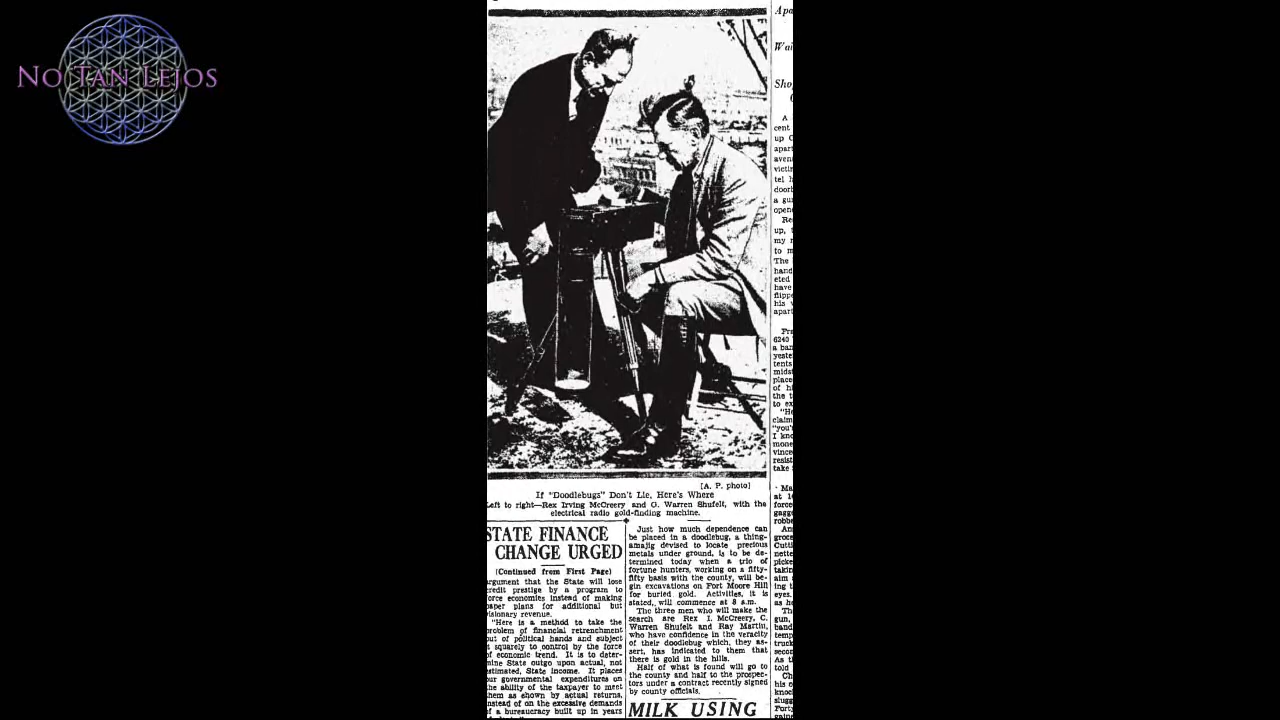 No Tan Lejos
[A. P. photo]
If "Doodlebugs" Don't Lie, Here's Where
Left to right—Rex Irving McCreery and G. Warren Shufelt, with the
electrical radio gold-finding machine.
STATE FINANCE
CHANGE URGED
(Continued from First Page)
argument that the State will lose
credit prestige by a program to
force economies instead of making
paper plans for additional but
visionary revenue.
"Here is a method to take the
problem of financial retrenchment
out of political hands and subject
it squarely to control by the force
of economic trend. It is to deter-
mine State outgo upon actual, not
estimated, State income. It places
our governmental expenditures on
the ability of the taxpayer to meet
them as shown by actual returns,
instead of on the excessive demands
of a bureaucracy built up in years
Just how much dependence can
be placed in a doodlebug, a thing-
amajig devised to locate precious
metals under ground, is to be de-
termined today when a trio of
fortune hunters, working on a fifty-
fifty basis with the county, will be-
gin excavations on Fort Moore Hill
for buried gold. Activities, it is
stated, will commence at 8 a.m.
The three men who will make the
search are Rex I. McCreery, C.
Warren Shufelt and Ray Martin,
who have confidence in the veracity
of their doodlebug which, they as-
sert, has indicated to them that
there is gold in the hills.
Half of what is found will go to
the county and half to the prospec-
tors under a contract recently signed
by county officials.
MILK USING